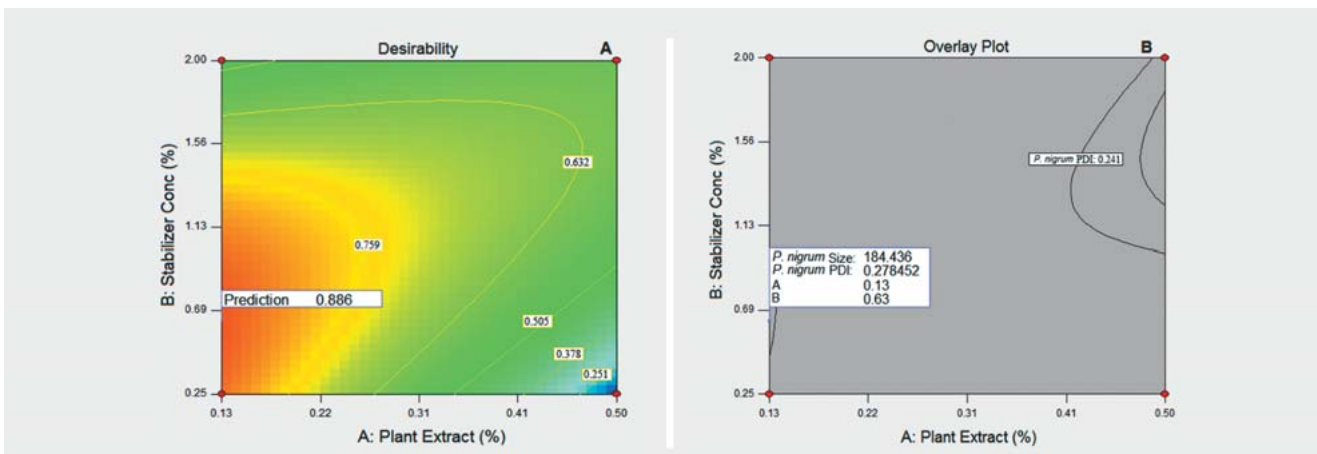 Desirability
A
2.00
1.56
1.13
0.69
0.25
B: Stabilizer Conc (%)
0.632
0.759
Prediction 0.886
0.505
0.378
0.251
0.13
0.22
0.31
0.41
0.50
A: Plant Extract (%)
Overlay Plot
B
2.00
1.56
1.13
0.69
0.25
B: Stabilizer Conc (%)
P. nigrum PDI: 0.241
P. nigrum Size: 184.436
P. nigrum PDI: 0.278452
A 0.13
B 0.63
0.13
0.22
0.31
0.41
0.50
A: Plant Extract (%)